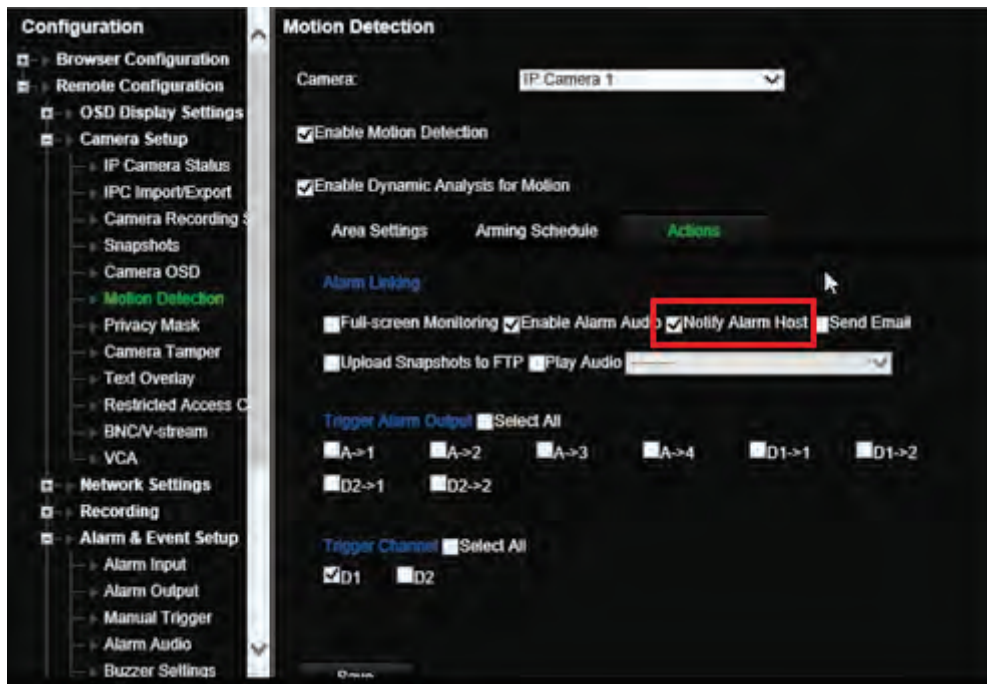 Configuration
Browser Configuration
Remote Configuration
OSD Display Settings
Camera Setup
IP Camera Status
IPC Import/Export
Camera Recording S
Snapshots
Camera OSD
Motion Detection
Privacy Mask
Camera Tamper
Text Overlay
Restricted Access C
BNC/V-stream
VCA
Network Settings
Recording
Alarm & Event Setup
Alarm Input
Alarm Output
Manual Trigger
Alarm Audio
Buzzer Settings
Motion Detection
Camera: IP Camera 1
Enable Motion Detection
Enable Dynamic Analysis for Motion
Area Settings Arming Schedule Actions
Alarm Linking
Full-screen Monitoring Enable Alarm Audio Notify Alarm Host Send Email
Upload Snapshots to FTP Play Audio
Trigger Alarm Output Select All
A->1 A->2 A->3 A->4 D1->1 D1->2
D2->1 D2->2
Trigger Channel Select All
D1 D2
Save